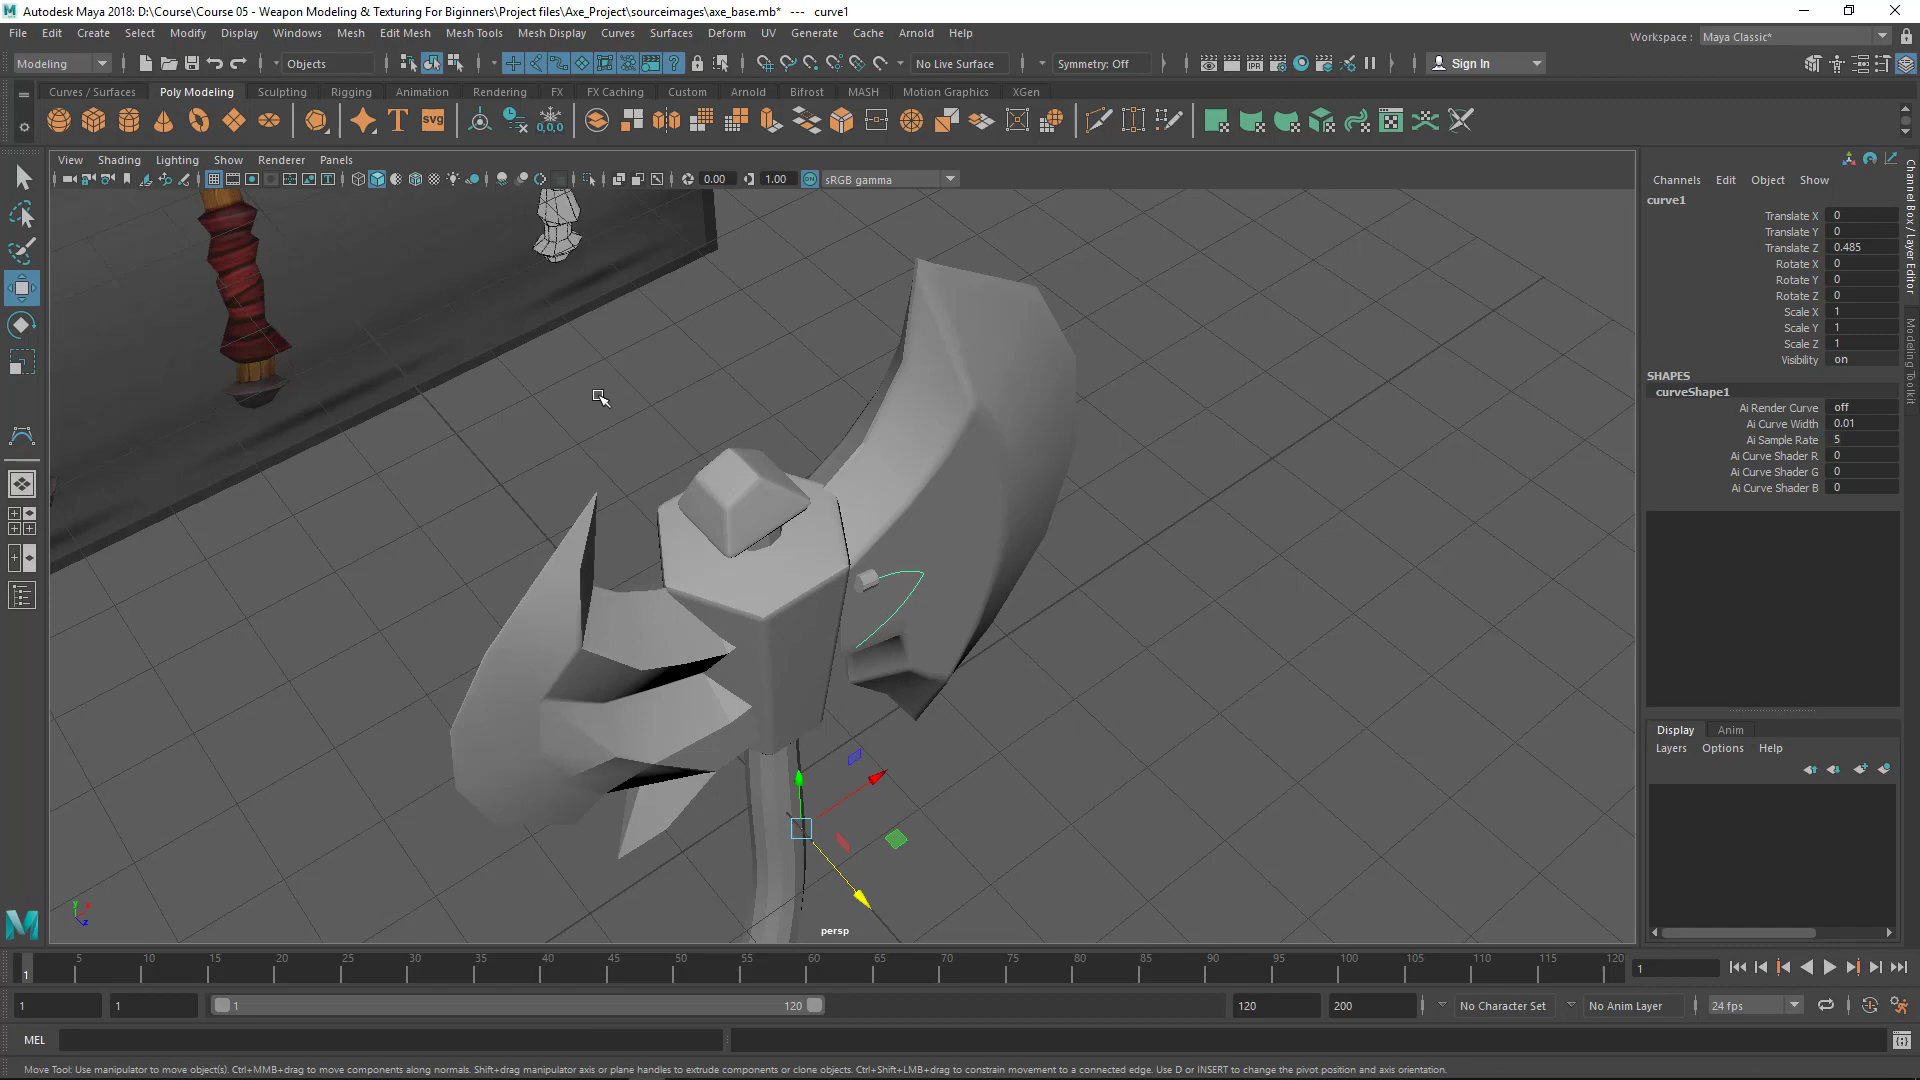 Autodesk Maya 2018: D:\Course\Course 05 - Weapon Modeling & Texturing For Biginners\Project files\Axe_Project\sourceimages\axe_base.mb*   ---   curve1
File Edit Create Select Modify Display Windows Mesh Edit Mesh Mesh Tools Mesh Display Curves Surfaces Deform UV Generate Cache Arnold Help
Workspace : Maya Classic*
Modeling Objects No Live Surface Symmetry: Off Sign In
Curves / Surfaces Poly Modeling Sculpting Rigging Animation Rendering FX FX Caching Custom Arnold Bifrost MASH Motion Graphics XGen
T svg 0,0,0
View Shading Lighting Show Renderer Panels
0.00 1.00 ON sRGB gamma
Channels Edit Object Show
curve1
Translate X 0
Translate Y 0
Translate Z 0.485
Rotate X 0
Rotate Y 0
Rotate Z 0
Scale X 1
Scale Y 1
Scale Z 1
Visibility on
SHAPES
curveShape1
Ai Render Curve off
Ai Curve Width 0.01
Ai Sample Rate 5
Ai Curve Shader R 0
Ai Curve Shader G 0
Ai Curve Shader B 0
Channel Box / Layer Editor
Modeling Toolkit
Display Anim
Layers Options Help
y x z
persp
1 5 10 15 20 25 30 35 40 45 50 55 60 65 70 75 80 85 90 95 100 105 110 115 120
1
1 1 1 120 120 200 No Character Set No Anim Layer 24 fps
MEL
Move Tool: Use manipulator to move object(s). Ctrl+MMB+drag to move components along normals. Shift+drag manipulator axis or plane handles to extrude components or clone objects. Ctrl+Shift+LMB+drag to constrain movement to a connected edge. Use D or INSERT to change the pivot position and axis orientation.